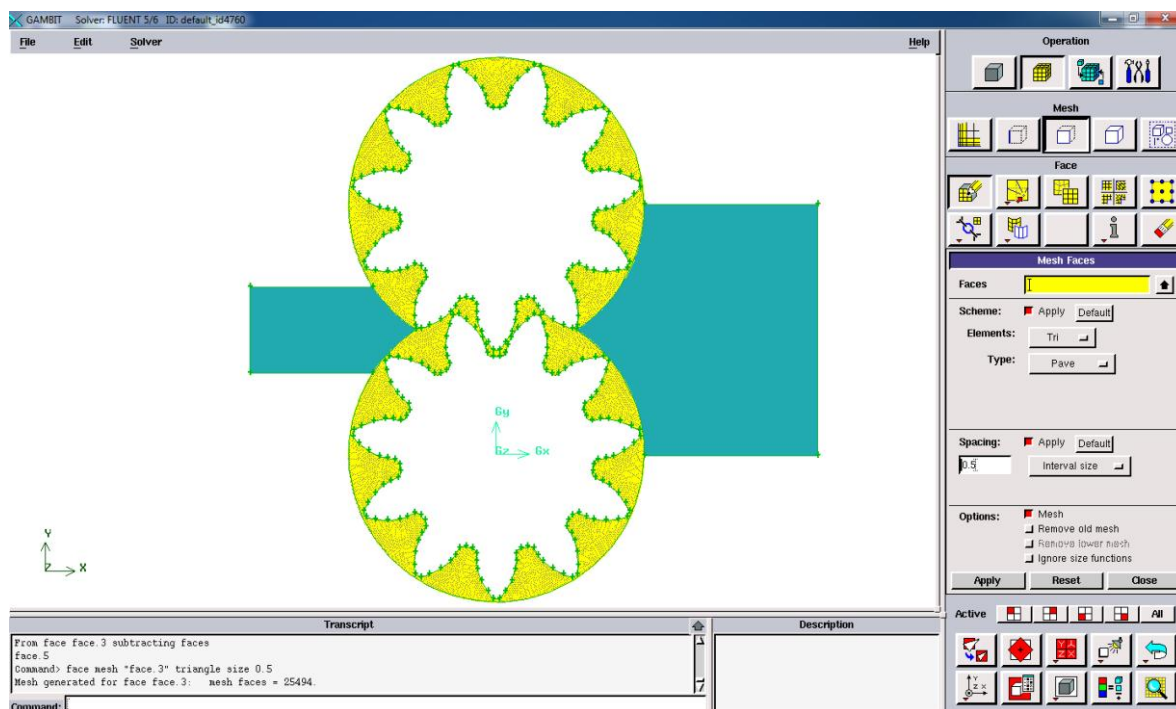 GAMBIT Solver: FLUENT 5/6 ID: default_id4760
File Edit Solver Help
Operation
Mesh
Face
Mesh Faces
Faces
Scheme: Apply Default
Elements: Tri
Type: Pave
Spacing: Apply Default
0.5 Interval size
Options: Mesh
Remove old mesh
Remove lower mesh
Ignore size functions
Apply Reset Close
Gy
Gz Gx
Y
Z X
Active All
Transcript
From face face.3 subtracting faces
face.5
Command> face mesh "face.3" triangle size 0.5
Mesh generated for face face.3: mesh faces = 25494.
Command:
Description